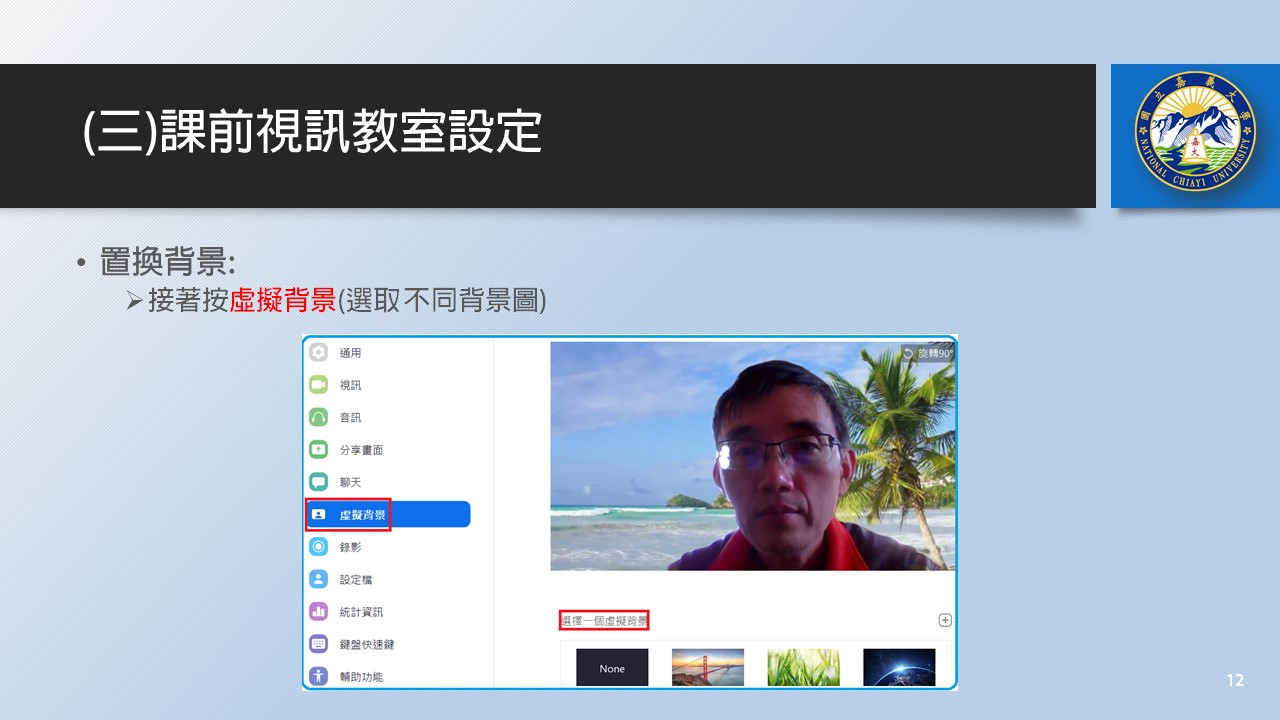 (三)課前視訊教室設定
國立嘉義大學
嘉大
NATIONAL CHIAYI UNIVERSITY
• 置換背景:
➢接著按虛擬背景(選取不同背景圖)
通用
視訊
音訊
分享畫面
聊天
虛擬背景
錄影
設定檔
統計資訊
鍵盤快速鍵
輔助功能
旋轉90°
選擇一個虛擬背景
None
12